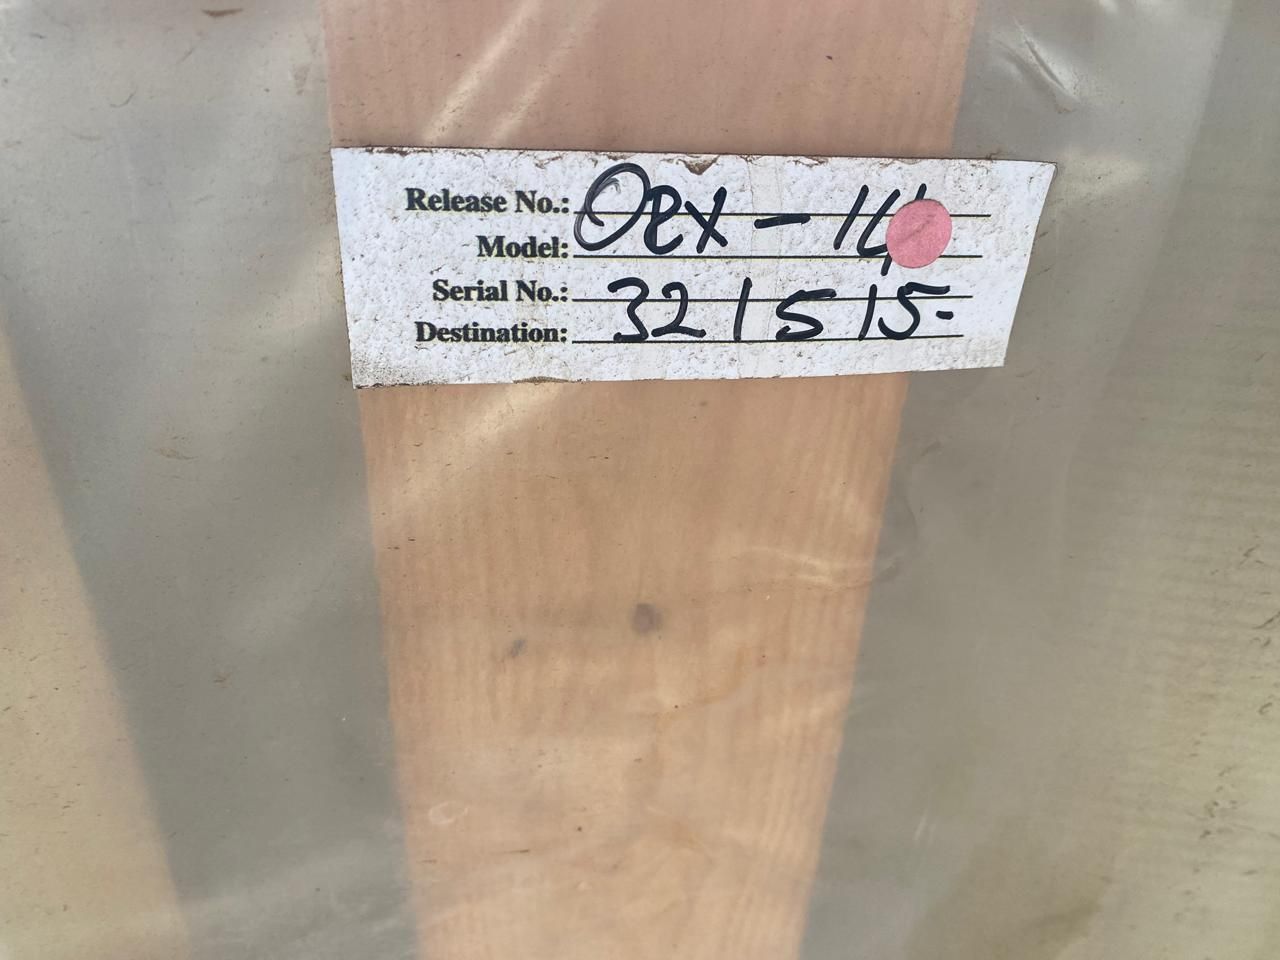 Release No.: Oex-14
Model:
Serial No.: 321515-
Destination: